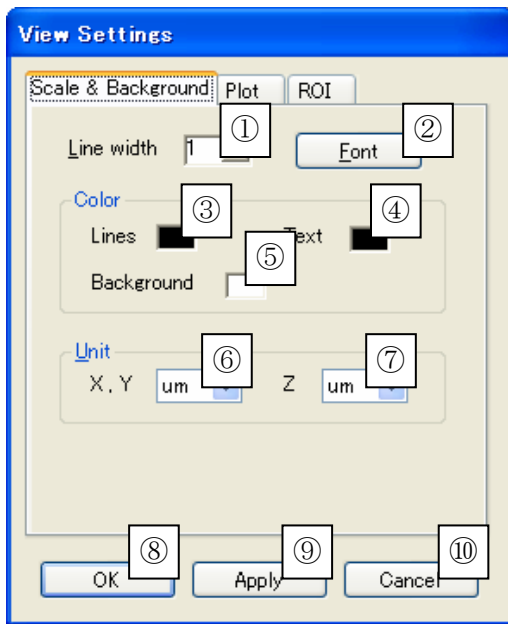 View Settings
Scale & Background Plot ROI
① ②
Line width 1 Font
Color
③ ④
Lines Text
⑤
Background
Unit
⑥ ⑦
X, Y um Z um
⑧ ⑨ ⑩
OK Apply Cancel